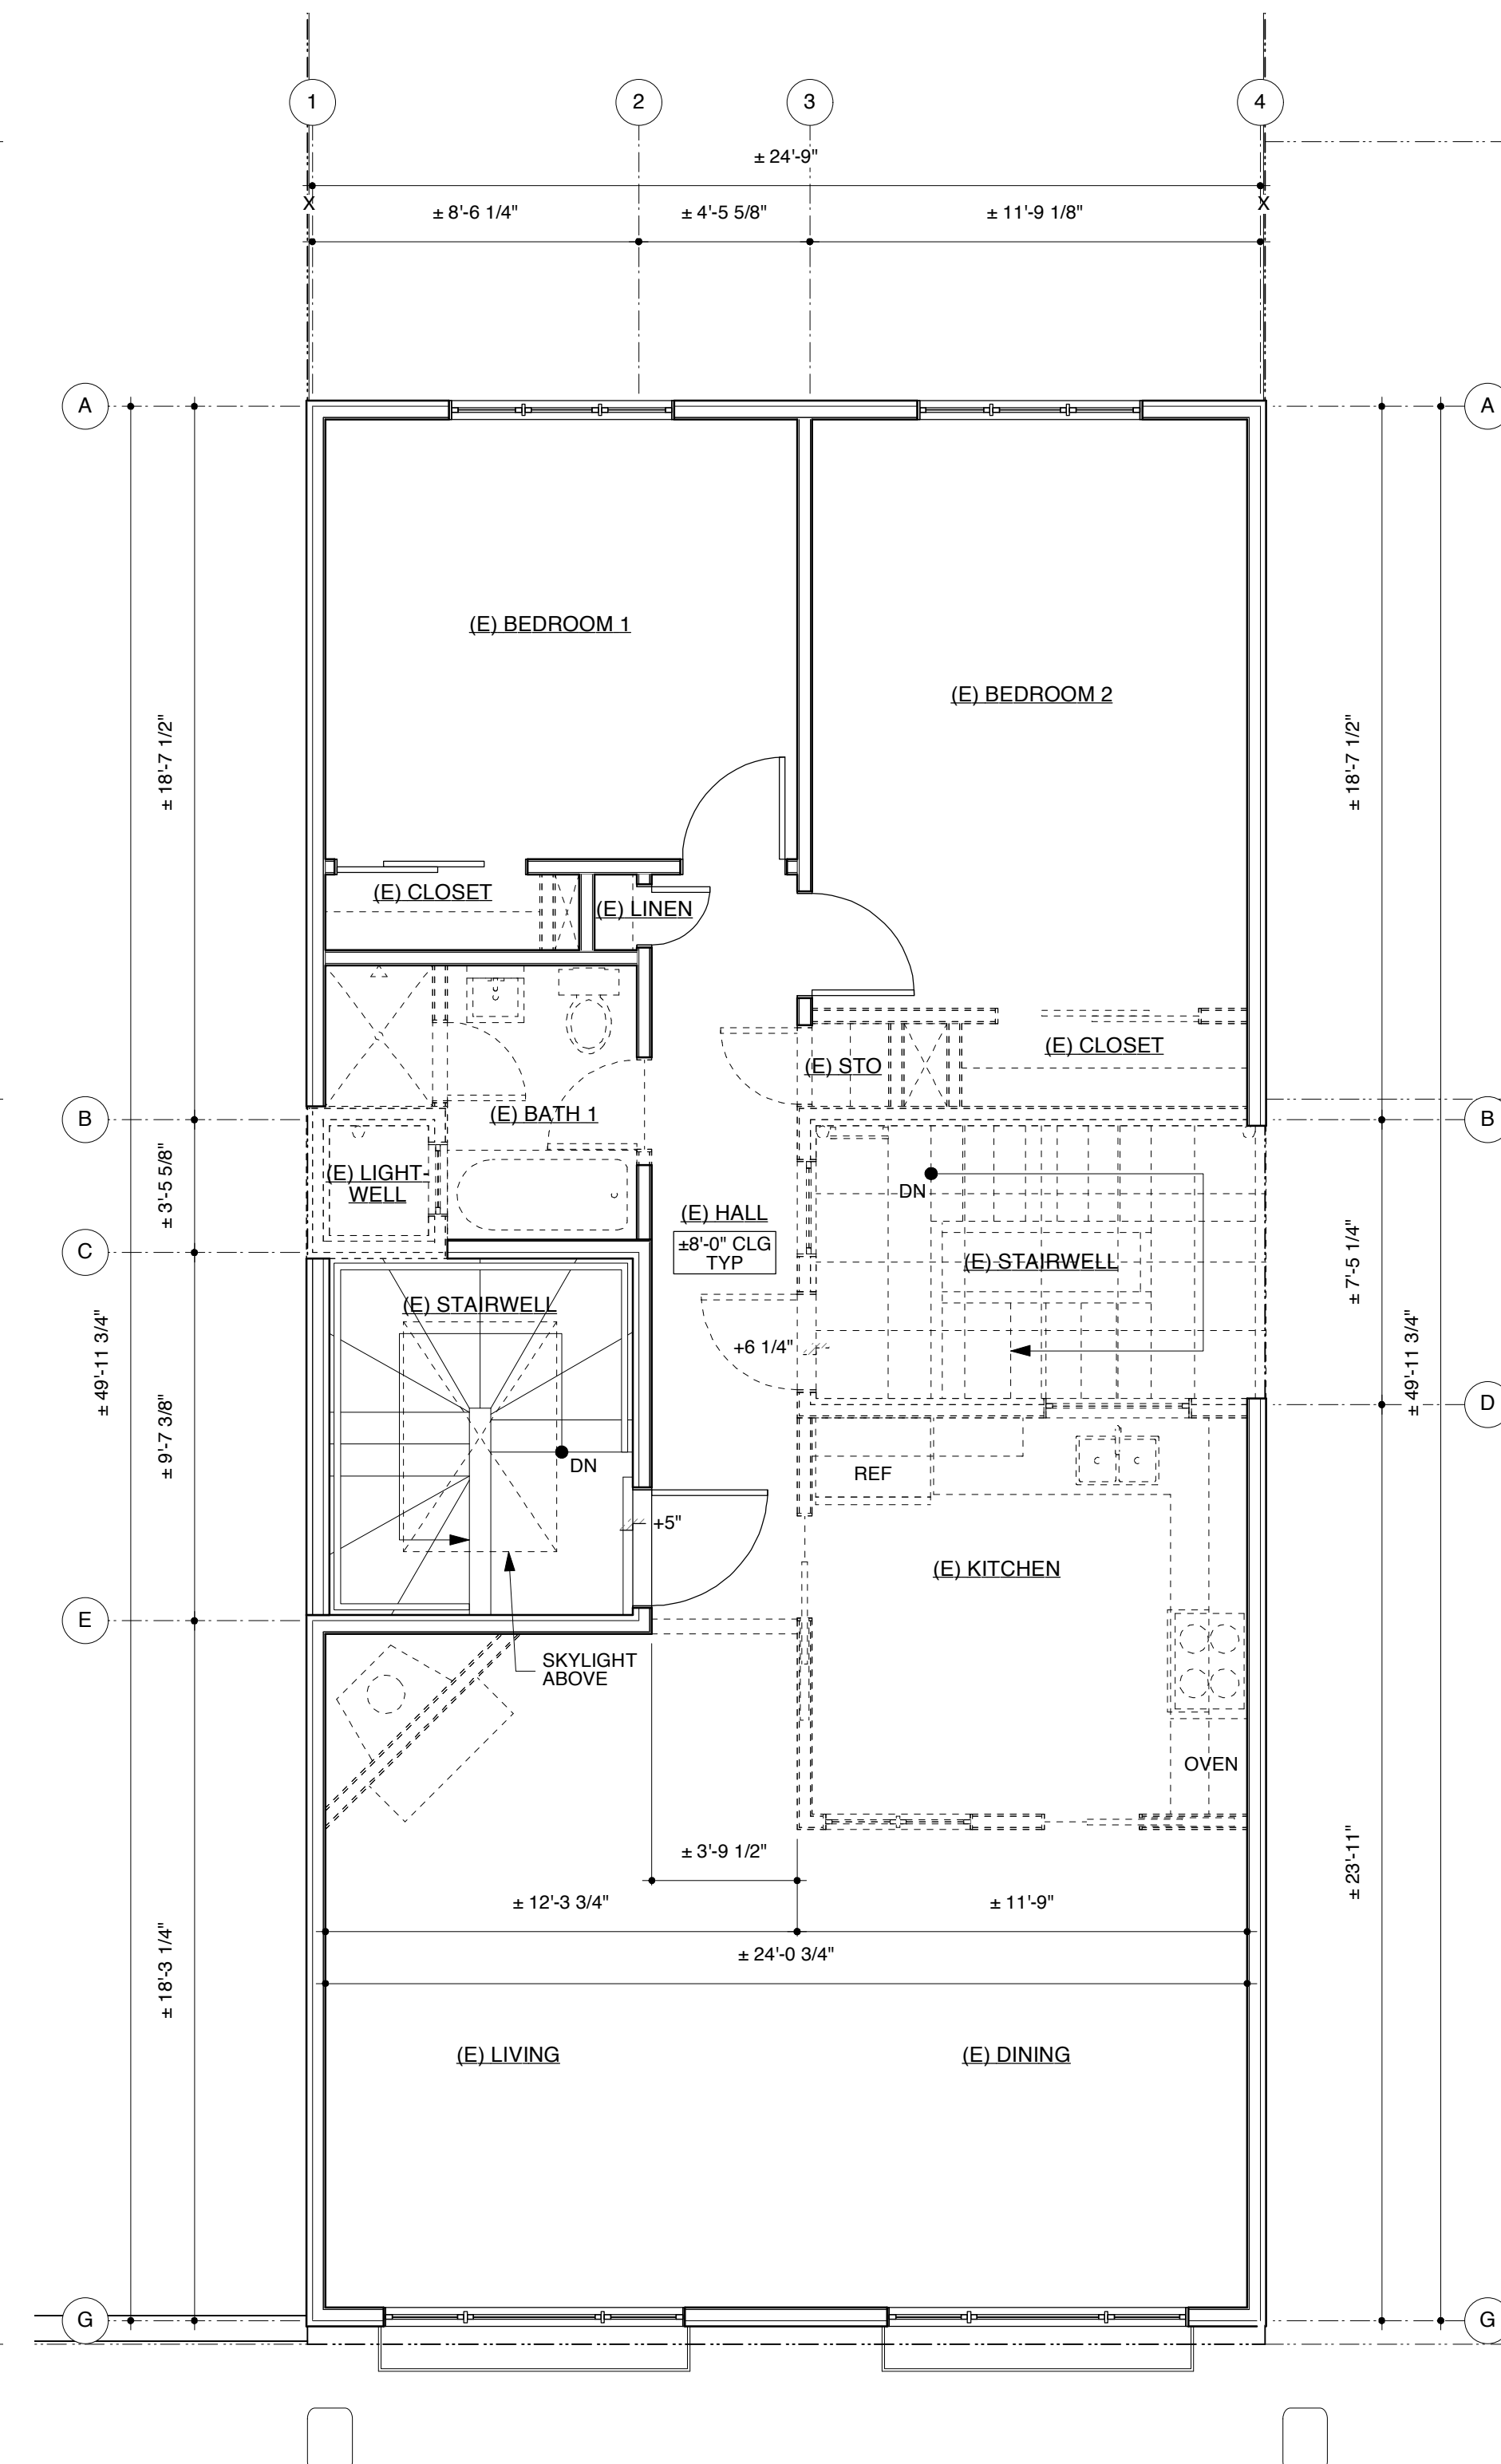 1
2
3
4
± 24'-9"
X
X
± 8'-6 1/4"
± 4'-5 5/8"
± 11'-9 1/8"
A
A
(E) BEDROOM 1
(E) BEDROOM 2
± 18'-7 1/2"
± 18'-7 1/2"
(E) CLOSET
(E) LINEN
(E) CLOSET
(E) STO
(E) BATH 1
B
B
(E) LIGHT-
WELL
± 3'-5 5/8"
DN
(E) HALL
±8'-0" CLG
TYP
C
(E) STAIRWELL
± 7'-5 1/4"
(E) STAIRWELL
+6 1/4"
± 49'-11 3/4"
± 49'-11 3/4"
D
± 9'-7 3/8"
DN
REF
+5"
(E) KITCHEN
E
SKYLIGHT
ABOVE
OVEN
± 3'-9 1/2"
± 23'-11"
± 12'-3 3/4"
± 11'-9"
± 24'-0 3/4"
± 18'-3 1/4"
(E) LIVING
(E) DINING
G
G